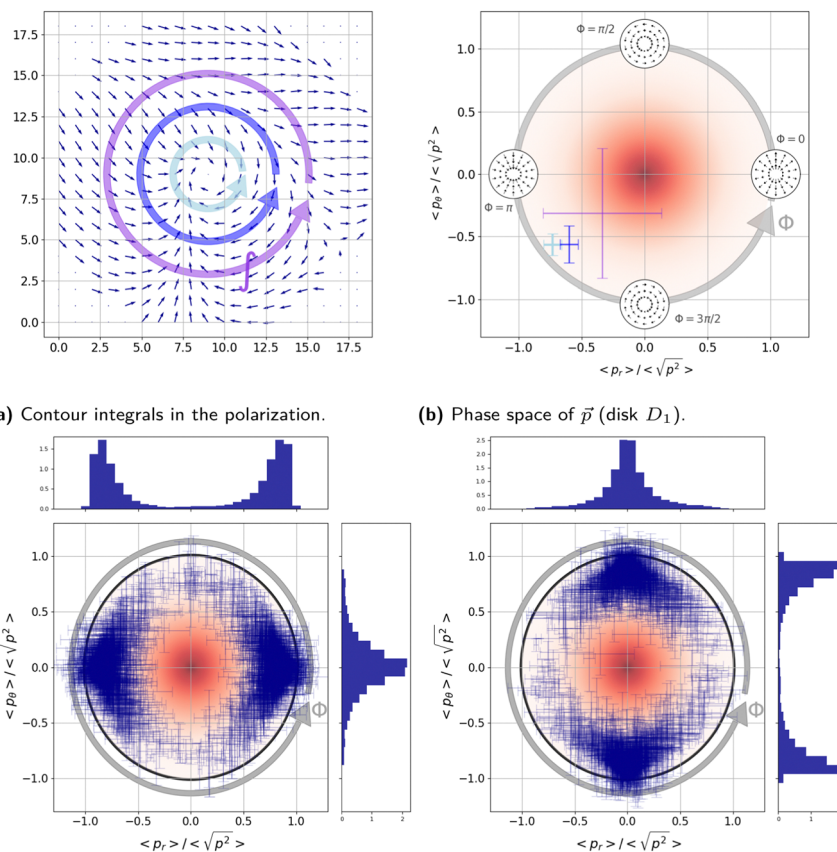 17.5
15.0
12.5
10.0
7.5
5.0
2.5
0.0
0.0 2.5 5.0 7.5 10.0 12.5 15.0 17.5
∫
1.0
0.5
0.0
−0.5
−1.0
−1.0 −0.5 0.0 0.5 1.0
< p_θ > / < √p² >
< p_r > / < √p² >
Φ = π/2
Φ = 0
Φ = π
Φ = 3π/2
Φ
a) Contour integrals in the polarization.
(b) Phase space of p⃗ (disk D₁).
1.5
1.0
0.5
0.0
1.0
0.5
0.0
−0.5
−1.0
−1.0 −0.5 0.0 0.5 1.0
< p_θ > / < √p² >
< p_r > / < √p² >
Φ
0 1 2
2.5
2.0
1.5
1.0
0.5
0.0
1.0
0.5
0.0
−0.5
−1.0
−1.0 −0.5 0.0 0.5 1.0
< p_θ > / < √p² >
< p_r > / < √p² >
Φ
0 1